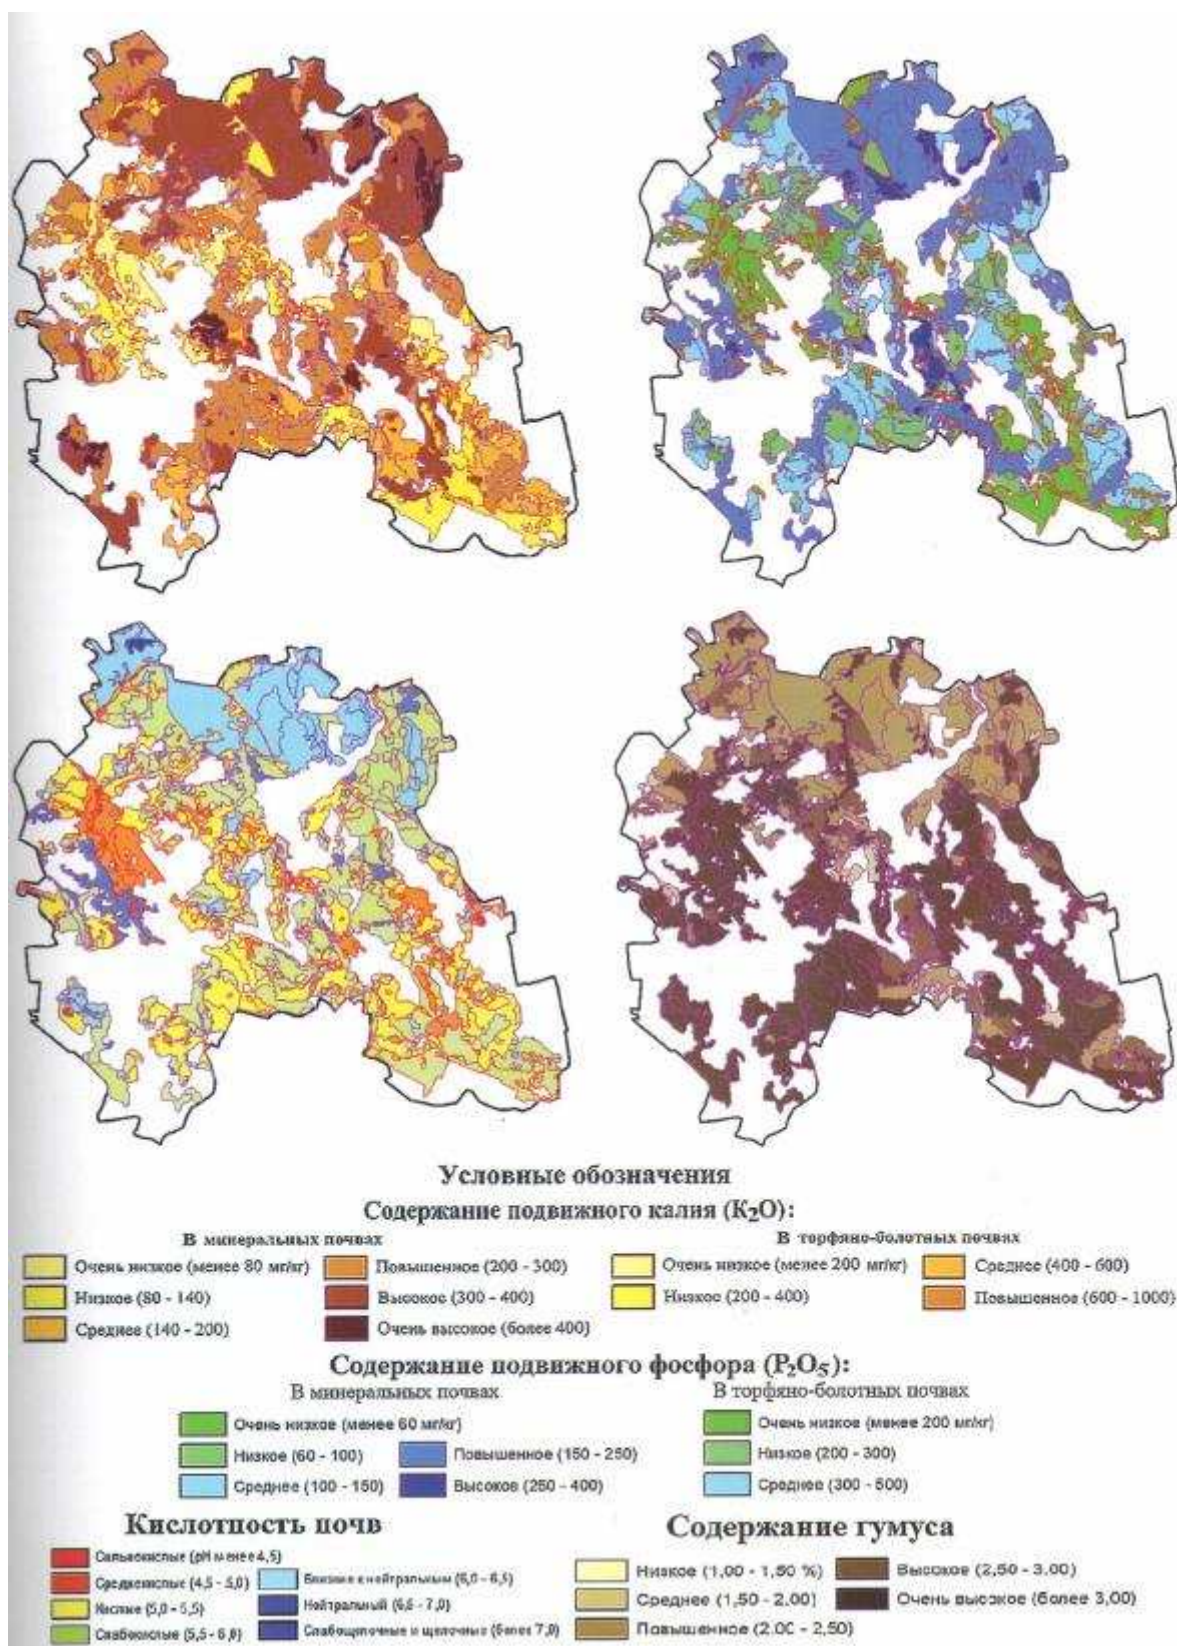 Условные обозначения
Содержание подвижного калия (K₂O):
В минеральных почвах
В торфяно-болотных почвах
Очень низкое (менее 80 мг/кг)
Повышенное (200 - 300)
Очень низкое (менее 200 мг/кг)
Среднее (400 - 600)
Низкое (80 - 140)
Высокое (300 - 400)
Низкое (200 - 400)
Повышенное (600 - 1000)
Среднее (140 - 200)
Очень высокое (более 400)
Содержание подвижного фосфора (P₂O₅):
В минеральных почвах
В торфяно-болотных почвах
Очень низкое (менее 60 мг/кг)
Очень низкое (менее 200 мг/кг)
Низкое (60 - 100)
Повышенное (150 - 250)
Низкое (200 - 300)
Среднее (100 - 150)
Высокое (250 - 400)
Среднее (300 - 500)
Кислотность почв
Сильнокислые (pH менее 4,5)
Среднекислые (4,5 - 5,0)
Близкие к нейтральным (6,0 - 6,5)
Кислые (5,0 - 5,5)
Нейтральный (6,6 - 7,0)
Слабокислые (5,5 - 6,0)
Слабощелочные и щелочные (более 7,0)
Содержание гумуса
Низкое (1,00 - 1,50 %)
Высокое (2,50 - 3,00)
Среднее (1,50 - 2,00)
Очень высокое (более 3,00)
Повышенное (2,00 - 2,50)